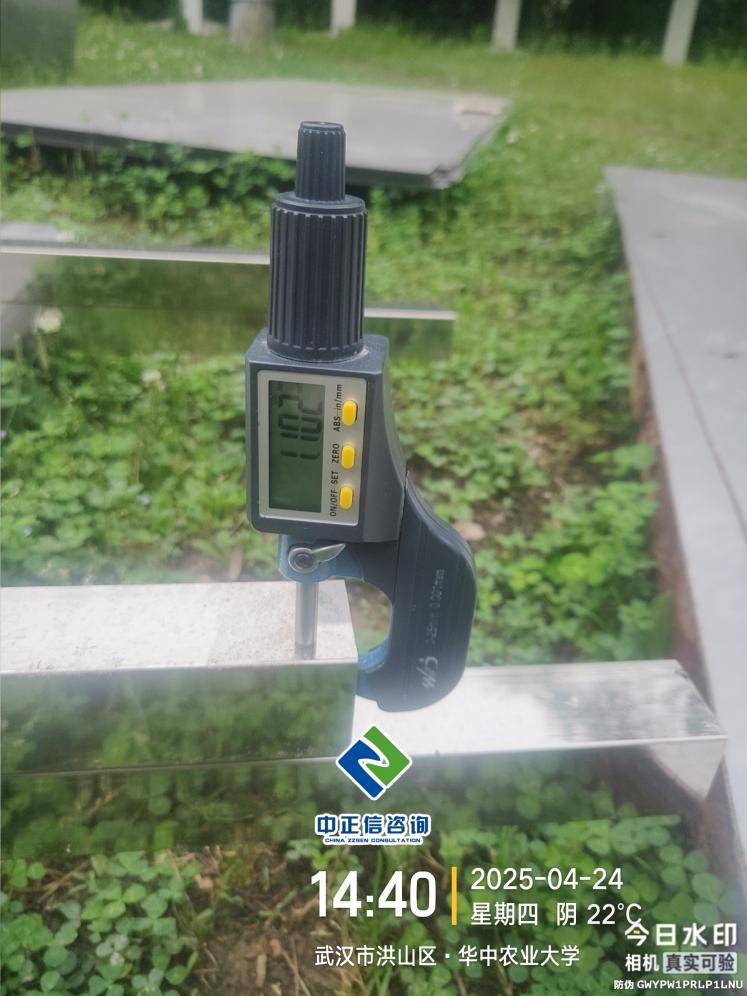 ON/OFF SET ZERO ABS in/mm
0-25mm 0.001mm
中正信咨询
CHINA ZZSEN CONSULTATION
14:40
2025-04-24
星期四 阴 22°C
武汉市洪山区·华中农业大学
今日水印
相机 真实可验
防伪 GWYPW1PRLP1LNU